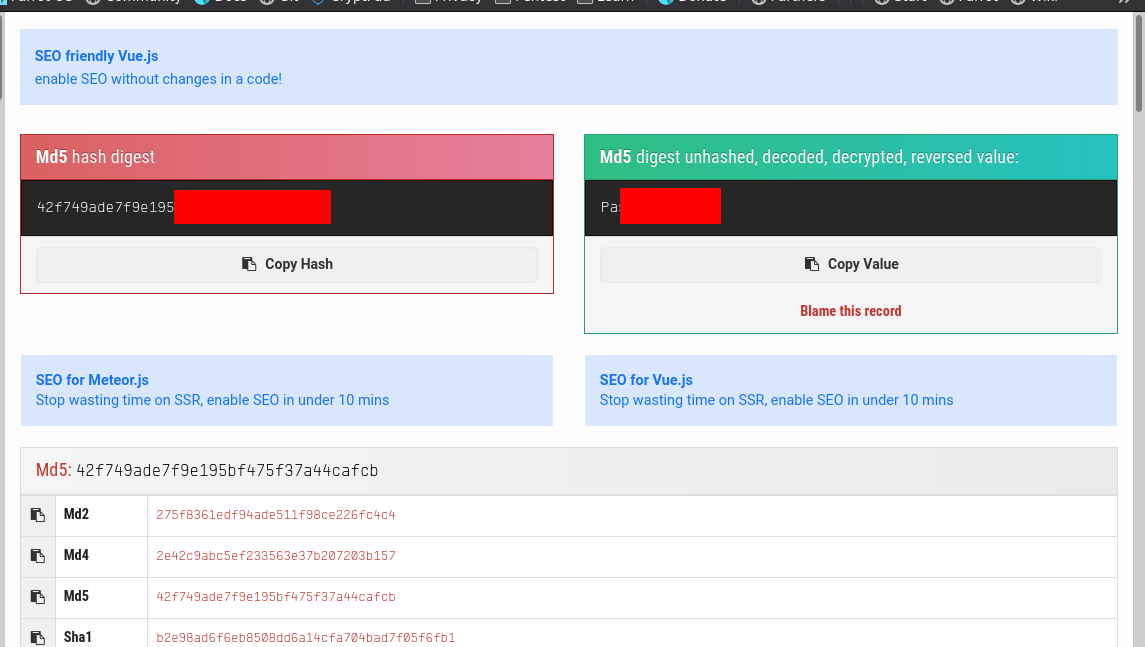 SEO friendly Vue.js
enable SEO without changes in a code!
Md5 hash digest
42f749ade7f9e195
Copy Hash
Md5 digest unhashed, decoded, decrypted, reversed value:
Pa
Copy Value
Blame this record
SEO for Meteor.js
Stop wasting time on SSR, enable SEO in under 10 mins
SEO for Vue.js
Stop wasting time on SSR, enable SEO in under 10 mins
Md5: 42f749ade7f9e195bf475f37a44cafcb
Md2 275f8361edf94ade511f98ce226fc4c4
Md4 2e42c9abc5ef233563e37b207203b157
Md5 42f749ade7f9e195bf475f37a44cafcb
Sha1 b2e98ad6f6eb8508dd6a14cfa704bad7f05f6fb1